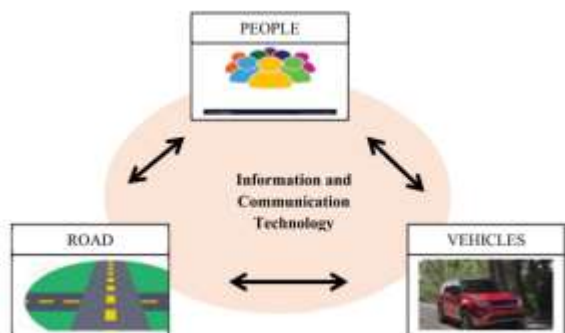 PEOPLE
Information and
Communication
Technology
ROAD
VEHICLES